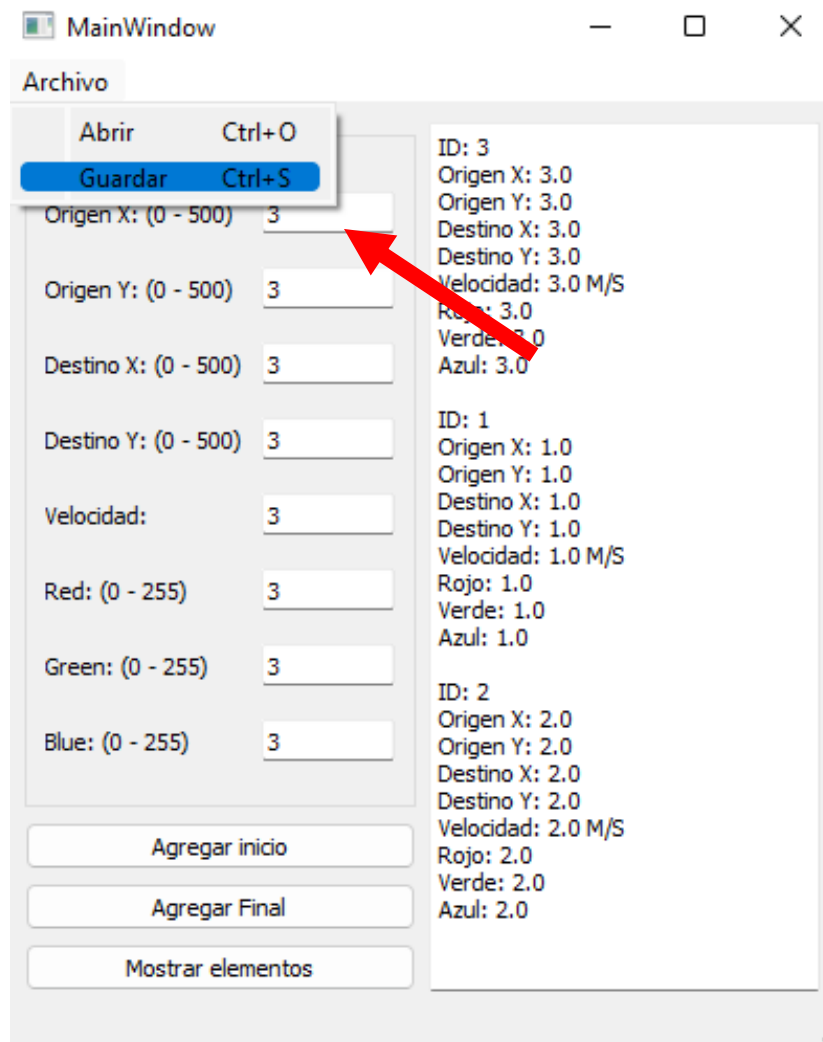 MainWindow
Archivo
Abrir Ctrl+O
Guardar Ctrl+S
Origen X: (0 - 500) 3
Origen Y: (0 - 500) 3
Destino X: (0 - 500) 3
Destino Y: (0 - 500) 3
Velocidad: 3
Red: (0 - 255) 3
Green: (0 - 255) 3
Blue: (0 - 255) 3
Agregar inicio
Agregar Final
Mostrar elementos
ID: 3
Origen X: 3.0
Origen Y: 3.0
Destino X: 3.0
Destino Y: 3.0
Velocidad: 3.0 M/S
Rojo: 3.0
Verde: 3.0
Azul: 3.0
ID: 1
Origen X: 1.0
Origen Y: 1.0
Destino X: 1.0
Destino Y: 1.0
Velocidad: 1.0 M/S
Rojo: 1.0
Verde: 1.0
Azul: 1.0
ID: 2
Origen X: 2.0
Origen Y: 2.0
Destino X: 2.0
Destino Y: 2.0
Velocidad: 2.0 M/S
Rojo: 2.0
Verde: 2.0
Azul: 2.0